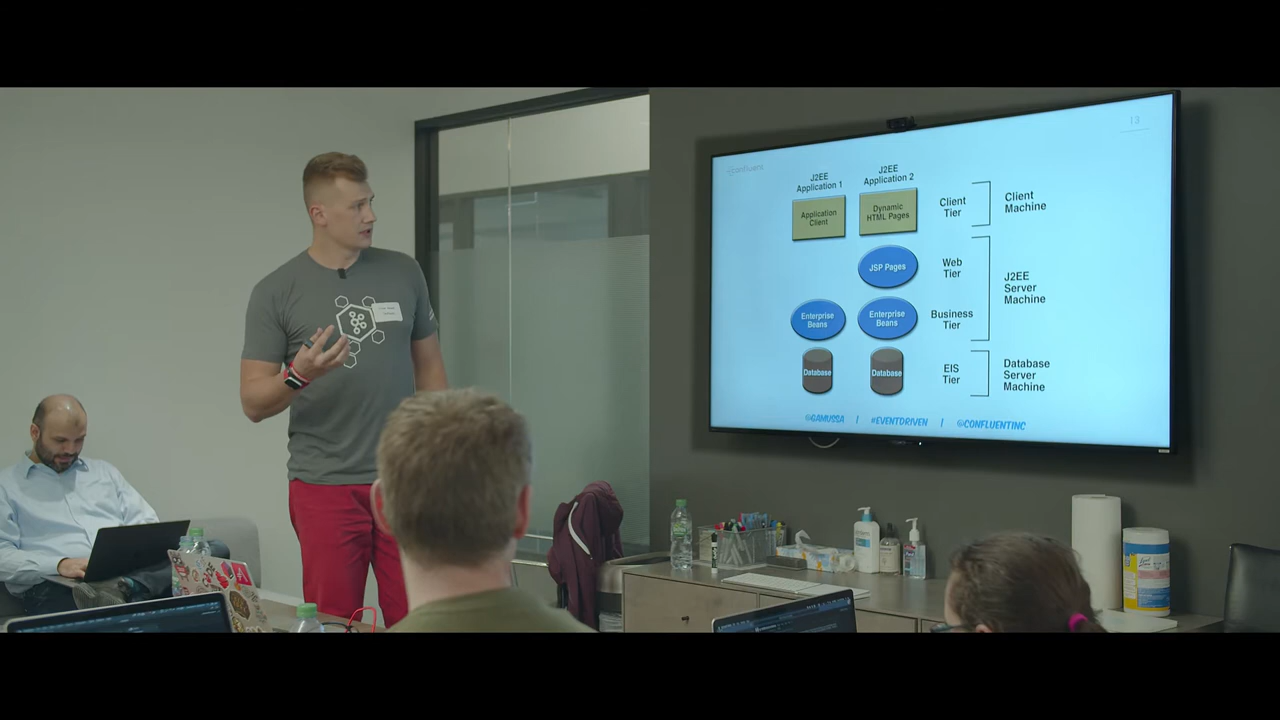 13
confluent
J2EE
Application 1
J2EE
Application 2
Application
Client
Dynamic
HTML Pages
Client
Tier
Client
Machine
JSP Pages
Web
Tier
J2EE
Server
Machine
Enterprise
Beans
Enterprise
Beans
Business
Tier
Database
Database
EIS
Tier
Database
Server
Machine
@GAMUSSA | #EVENTDRIVEN | @CONFLUENTINC